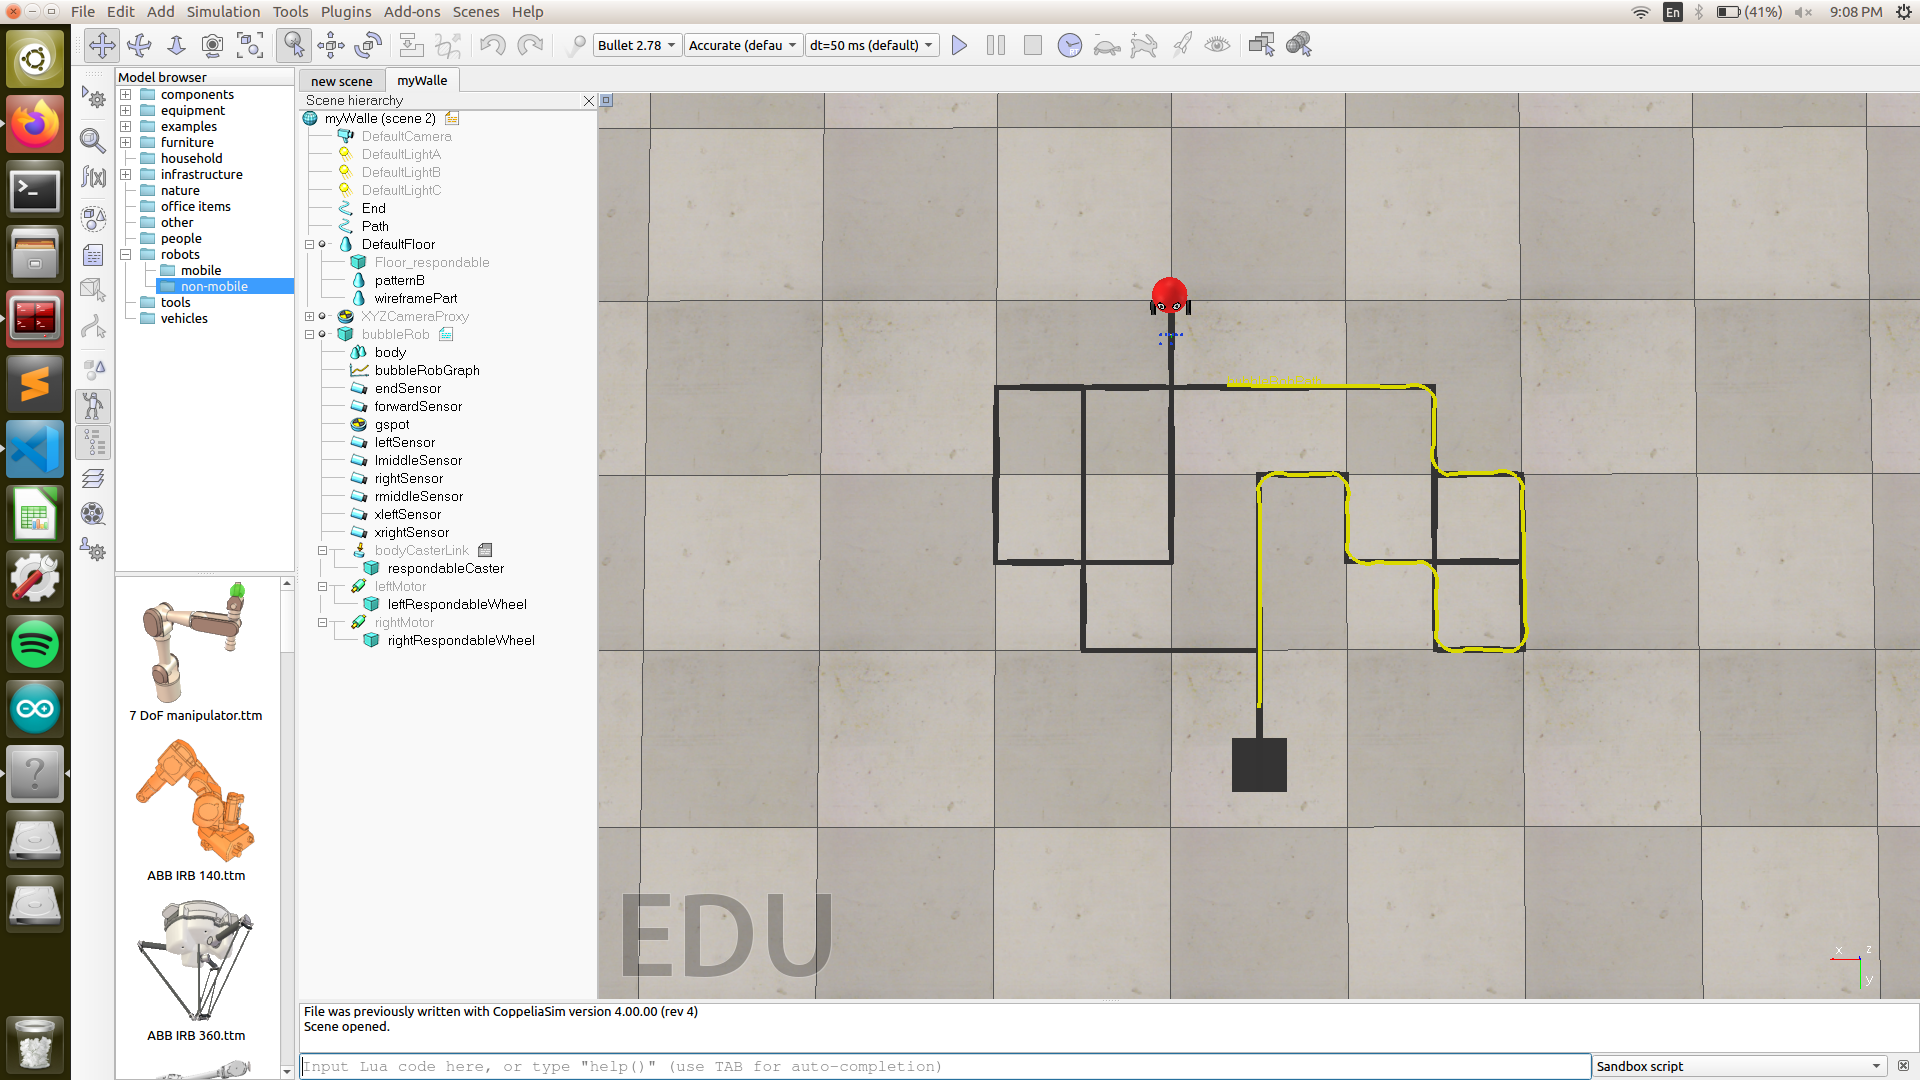 File Edit Add Simulation Tools Plugins Add-ons Scenes Help
En (41%) 9:08 PM
Bullet 2.78 Accurate (defau dt=50 ms (default)
RT
f(x)
Model browser
components
equipment
examples
furniture
household
infrastructure
nature
office items
other
people
robots
mobile
non-mobile
tools
vehicles
7 DoF manipulator.ttm
ABB IRB 140.ttm
ABB IRB 360.ttm
new scene myWalle
Scene hierarchy
myWalle (scene 2)
DefaultCamera
DefaultLightA
DefaultLightB
DefaultLightC
End
Path
DefaultFloor
Floor_respondable
patternB
wireframePart
XYZCameraProxy
bubbleRob
body
bubbleRobGraph
endSensor
forwardSensor
gspot
leftSensor
lmiddleSensor
rightSensor
rmiddleSensor
xleftSensor
xrightSensor
bodyCasterLink
respondableCaster
leftMotor
leftRespondableWheel
rightMotor
rightRespondableWheel
EDU
x z
y
File was previously written with CoppeliaSim version 4.00.00 (rev 4)
Scene opened.
Input Lua code here, or type "help()" (use TAB for auto-completion)
Sandbox script